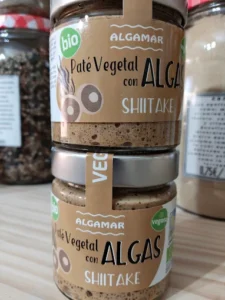 bio
ALGAMAR
Paté Vegetal
con ALGAS
SHIITAKE
VEG
ALGAMAR
Paté Vegetal
con ALGAS
SHIITAKE